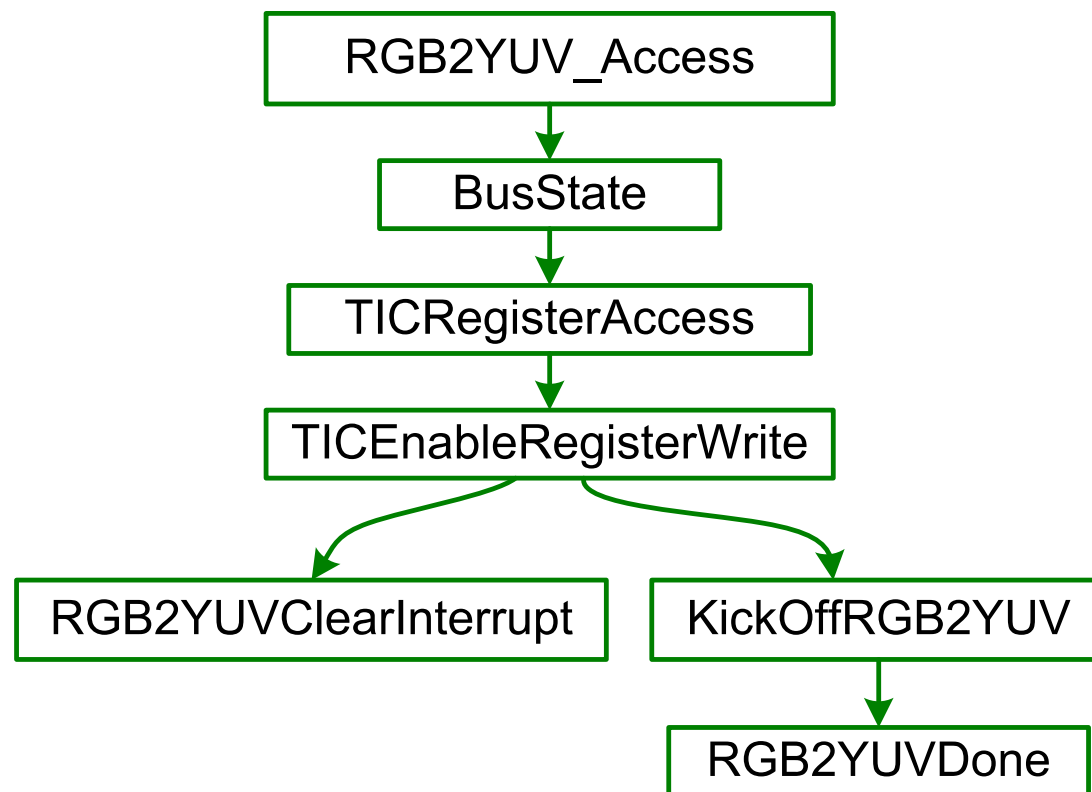 RGB2YUV_Access
BusState
TICRegisterAccess
TICEnableRegisterWrite
RGB2YUVClearInterrupt
KickOffRGB2YUV
RGB2YUVDone